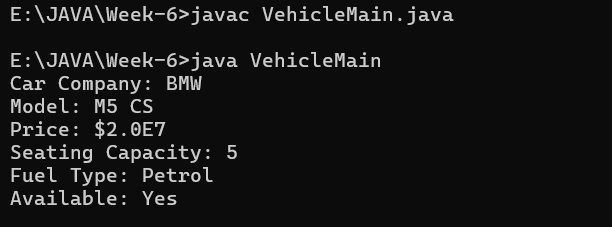 E:\JAVA\Week-6>javac VehicleMain.java
E:\JAVA\Week-6>java VehicleMain
Car Company: BMW
Model: M5 CS
Price: $2.0E7
Seating Capacity: 5
Fuel Type: Petrol
Available: Yes